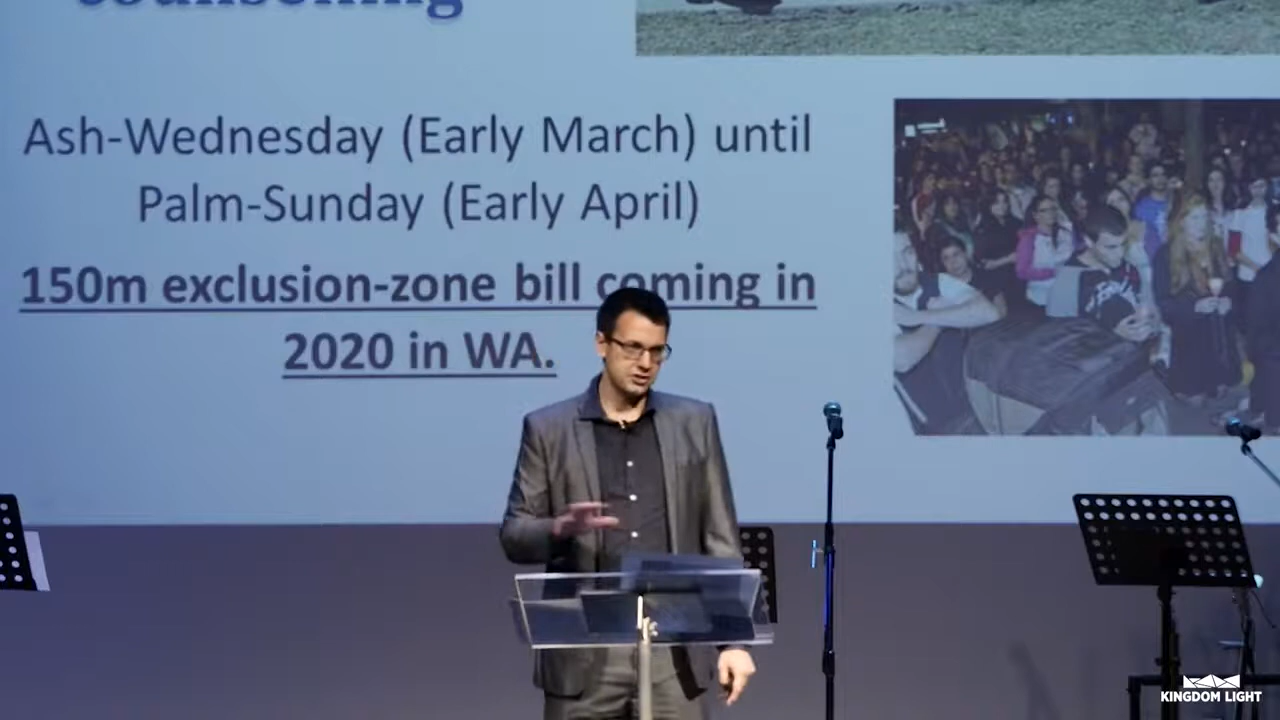 counselling
Ash-Wednesday (Early March) until
Palm-Sunday (Early April)
150m exclusion-zone bill coming in
2020 in WA.
KINGDOM LIGHT